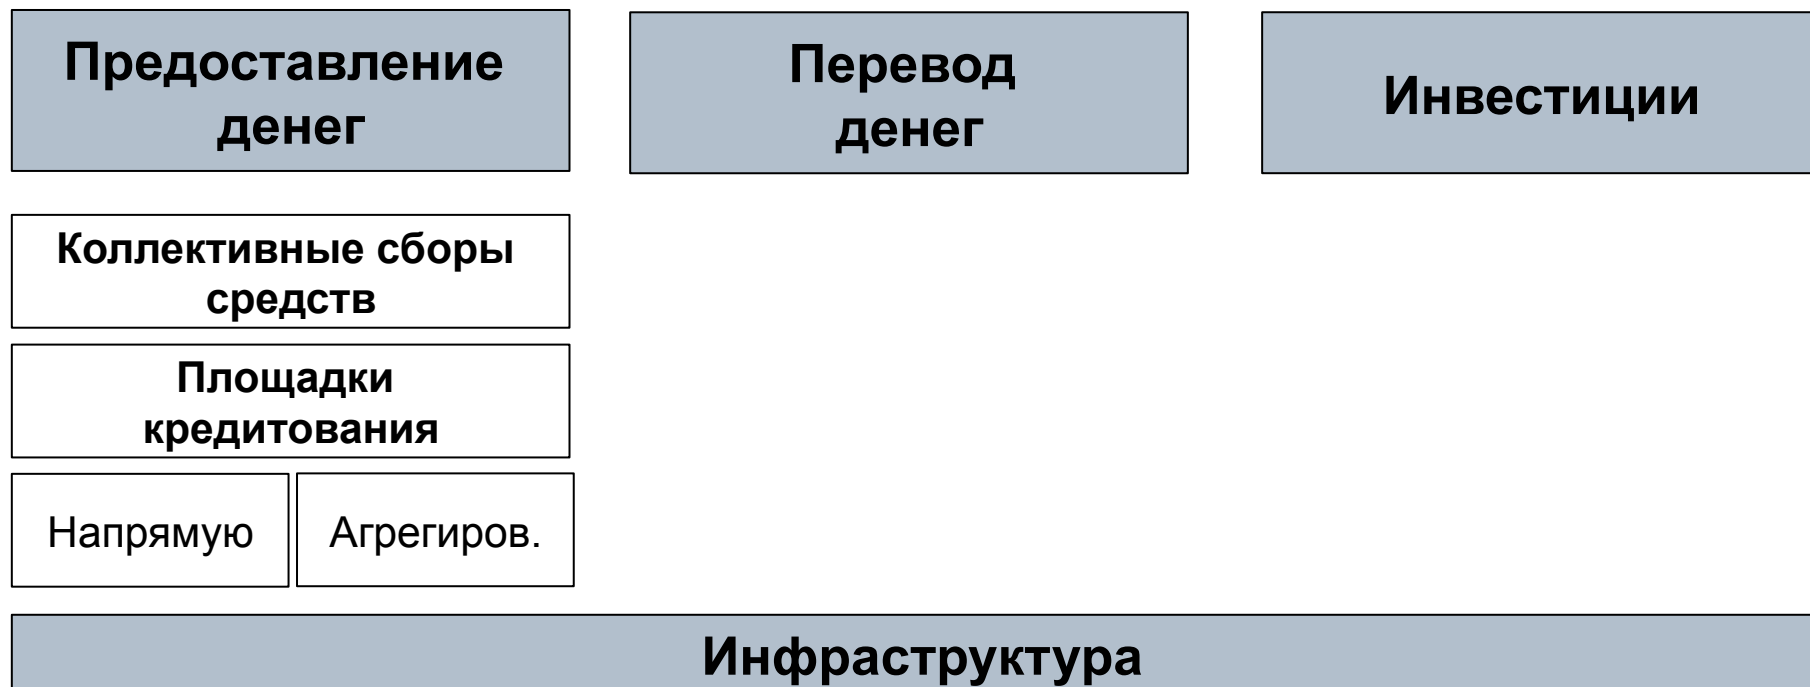 Предоставление
денег
Перевод
денег
Инвестиции
Коллективные сборы
средств
Площадки
кредитования
Напрямую
Агрегиров.
Инфраструктура